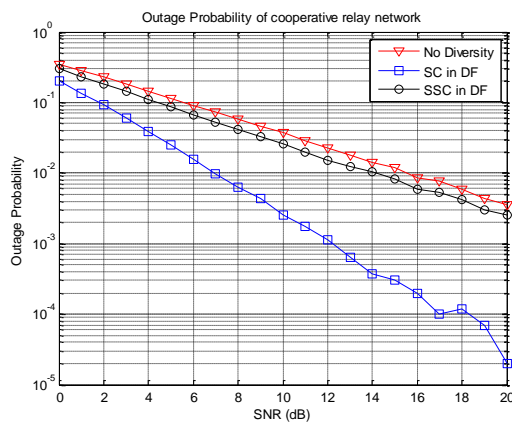 Outage Probability of cooperative relay network
No Diversity
SC in DF
SSC in DF
Outage Probability
10^0
10^-1
10^-2
10^-3
10^-4
10^-5
0 2 4 6 8 10 12 14 16 18 20
SNR (dB)